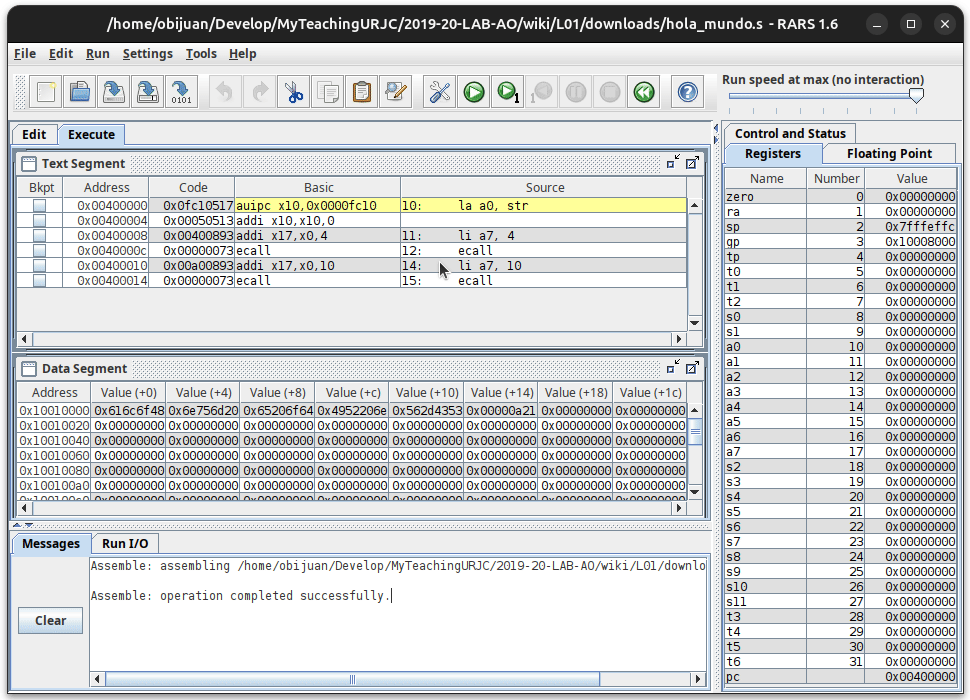 /home/obijuan/Develop/MyTeachingURJC/2019-20-LAB-AO/wiki/L01/downloads/hola_mundo.s - RARS 1.6
File Edit Run Settings Tools Help
0101
1
1
Run speed at max (no interaction)
Edit Execute
Text Segment
Bkpt Address Code Basic Source
0x00400000 0x0fc10517 auipc x10,0x0000fc10 10: la a0, str
0x00400004 0x00050513 addi x10,x10,0
0x00400008 0x00400893 addi x17,x0,4 11: li a7, 4
0x0040000c 0x00000073 ecall 12: ecall
0x00400010 0x00a00893 addi x17,x0,10 14: li a7, 10
0x00400014 0x00000073 ecall 15: ecall
Data Segment
Address Value (+0) Value (+4) Value (+8) Value (+c) Value (+10) Value (+14) Value (+18) Value (+1c)
0x10010000 0x616c6f48 0x6e756d20 0x65206f64 0x4952206e 0x562d4353 0x00000a21 0x00000000 0x00000000
0x10010020 0x00000000 0x00000000 0x00000000 0x00000000 0x00000000 0x00000000 0x00000000 0x00000000
0x10010040 0x00000000 0x00000000 0x00000000 0x00000000 0x00000000 0x00000000 0x00000000 0x00000000
0x10010060 0x00000000 0x00000000 0x00000000 0x00000000 0x00000000 0x00000000 0x00000000 0x00000000
0x10010080 0x00000000 0x00000000 0x00000000 0x00000000 0x00000000 0x00000000 0x00000000 0x00000000
0x100100a0 0x00000000 0x00000000 0x00000000 0x00000000 0x00000000 0x00000000 0x00000000 0x00000000
Messages Run I/O
Assemble: assembling /home/obijuan/Develop/MyTeachingURJC/2019-20-LAB-AO/wiki/L01/downlo
Assemble: operation completed successfully.
Clear
Control and Status
Registers Floating Point
Name Number Value
zero 0 0x00000000
ra 1 0x00000000
sp 2 0x7fffeffc
gp 3 0x10008000
tp 4 0x00000000
t0 5 0x00000000
t1 6 0x00000000
t2 7 0x00000000
s0 8 0x00000000
s1 9 0x00000000
a0 10 0x00000000
a1 11 0x00000000
a2 12 0x00000000
a3 13 0x00000000
a4 14 0x00000000
a5 15 0x00000000
a6 16 0x00000000
a7 17 0x00000000
s2 18 0x00000000
s3 19 0x00000000
s4 20 0x00000000
s5 21 0x00000000
s6 22 0x00000000
s7 23 0x00000000
s8 24 0x00000000
s9 25 0x00000000
s10 26 0x00000000
s11 27 0x00000000
t3 28 0x00000000
t4 29 0x00000000
t5 30 0x00000000
t6 31 0x00000000
pc 0x00400000